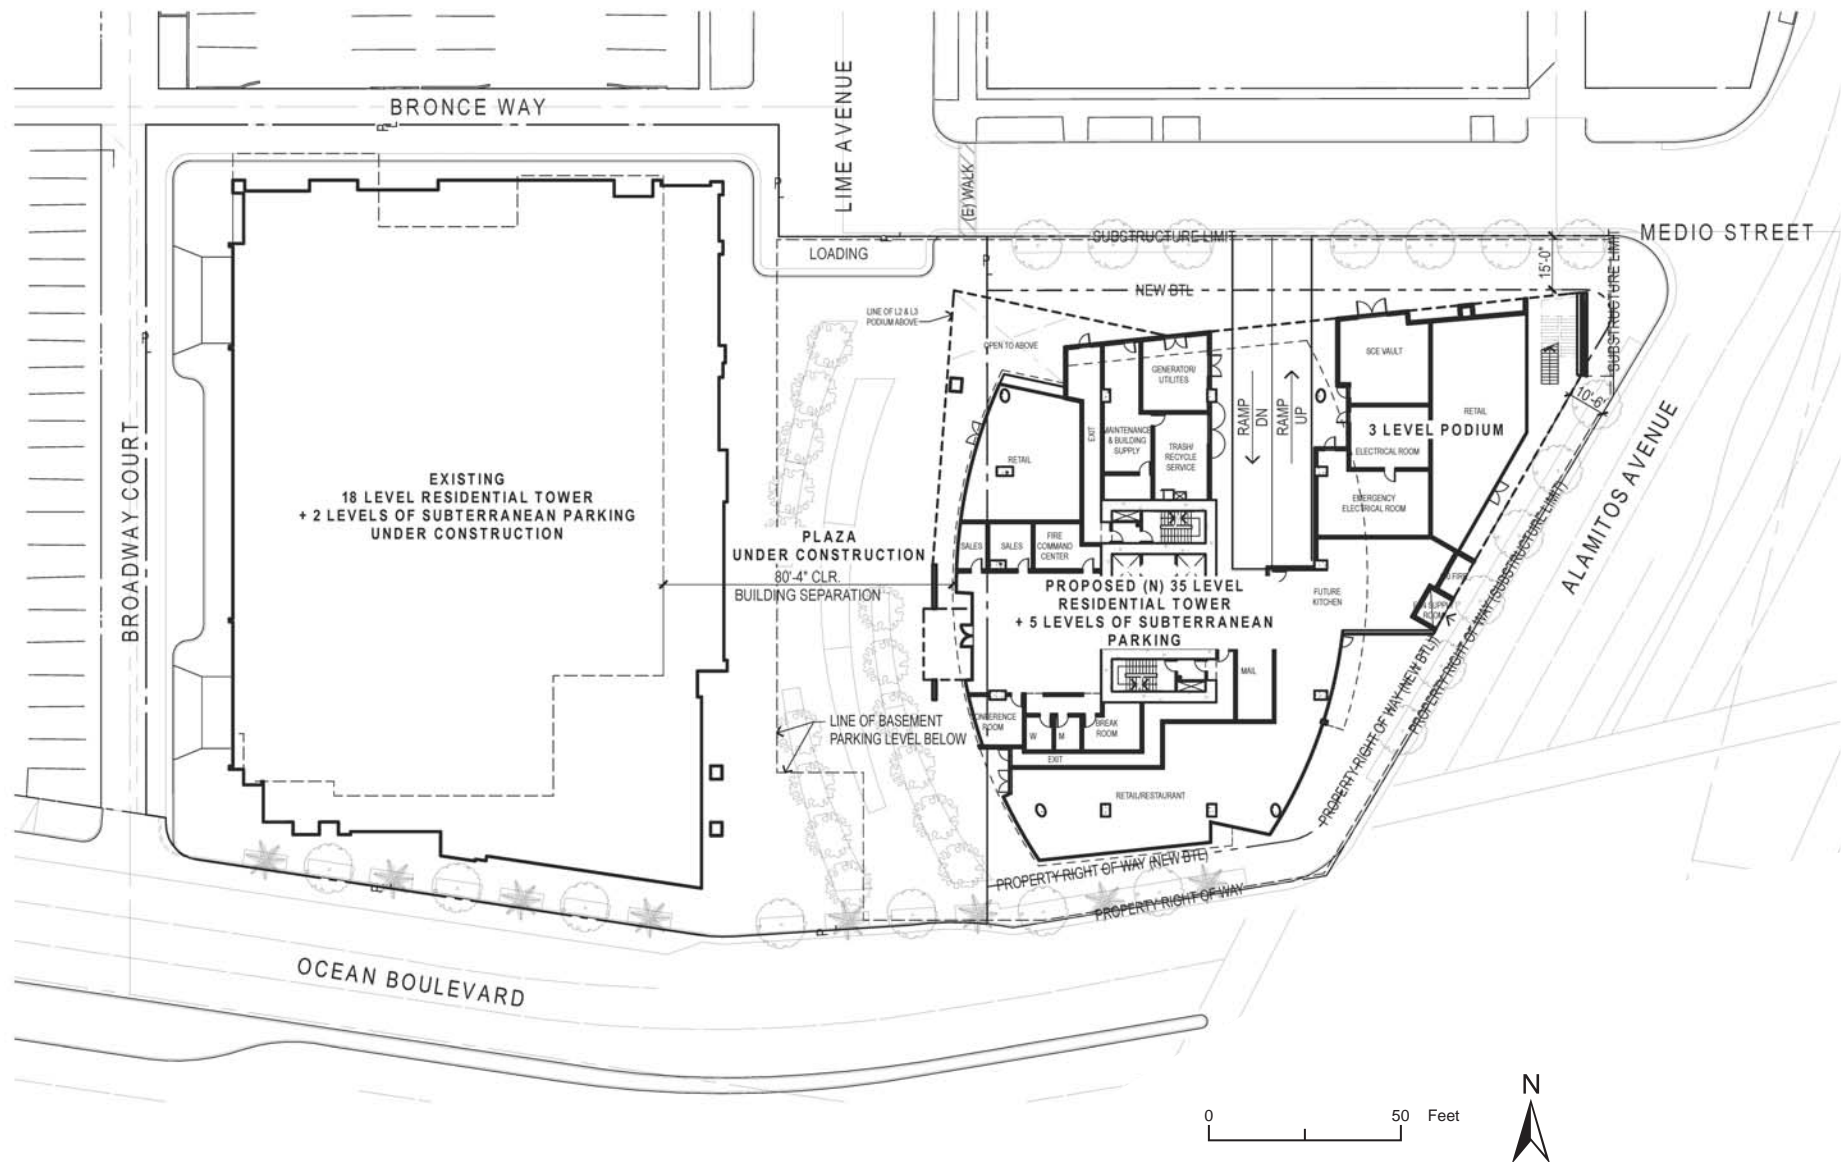 BRONCE WAY
LIME AVENUE
(E) WALK
MEDIO STREET
SUBSTRUCTURE LIMIT
LOADING
15'-0"
SUBSTRUCTURE LIMIT
NEW BTL
LINE OF L2 & L3
PODIUM ABOVE
OPEN TO ABOVE
GENERATOR/
UTILITES
SCE VAULT
10'-6"
RAMP
DN
RAMP
UP
RETAIL
3 LEVEL PODIUM
ELECTRICAL ROOM
EXIT
MAINTENANCE
& BUILDING
SUPPLY
TRASH/
RECYCLE
SERVICE
RETAIL
EMERGENCY
ELECTRICAL ROOM
BROADWAY COURT
EXISTING
18 LEVEL RESIDENTIAL TOWER
+ 2 LEVELS OF SUBTERRANEAN PARKING
UNDER CONSTRUCTION
PLAZA
UNDER CONSTRUCTION
80'-4" CLR.
BUILDING SEPARATION
SALES
SALES
FIRE
COMMAND
CENTER
PROPOSED (N) 35 LEVEL
RESIDENTIAL TOWER
+ 5 LEVELS OF SUBTERRANEAN
PARKING
FUTURE
KITCHEN
FIRE
ROOM
ALAMITOS AVENUE
PROPERTY RIGHT OF WAY (SUBSTRUCTURE LIMIT)
PROPERTY RIGHT OF WAY (NEW BTL)
MAIL
LINE OF BASEMENT
PARKING LEVEL BELOW
CONFERENCE
ROOM
W
M
BREAK
ROOM
EXIT
RETAIL/RESTAURANT
PROPERTY RIGHT OF WAY (NEW BTL)
PROPERTY RIGHT OF WAY
OCEAN BOULEVARD
0
50 Feet
N